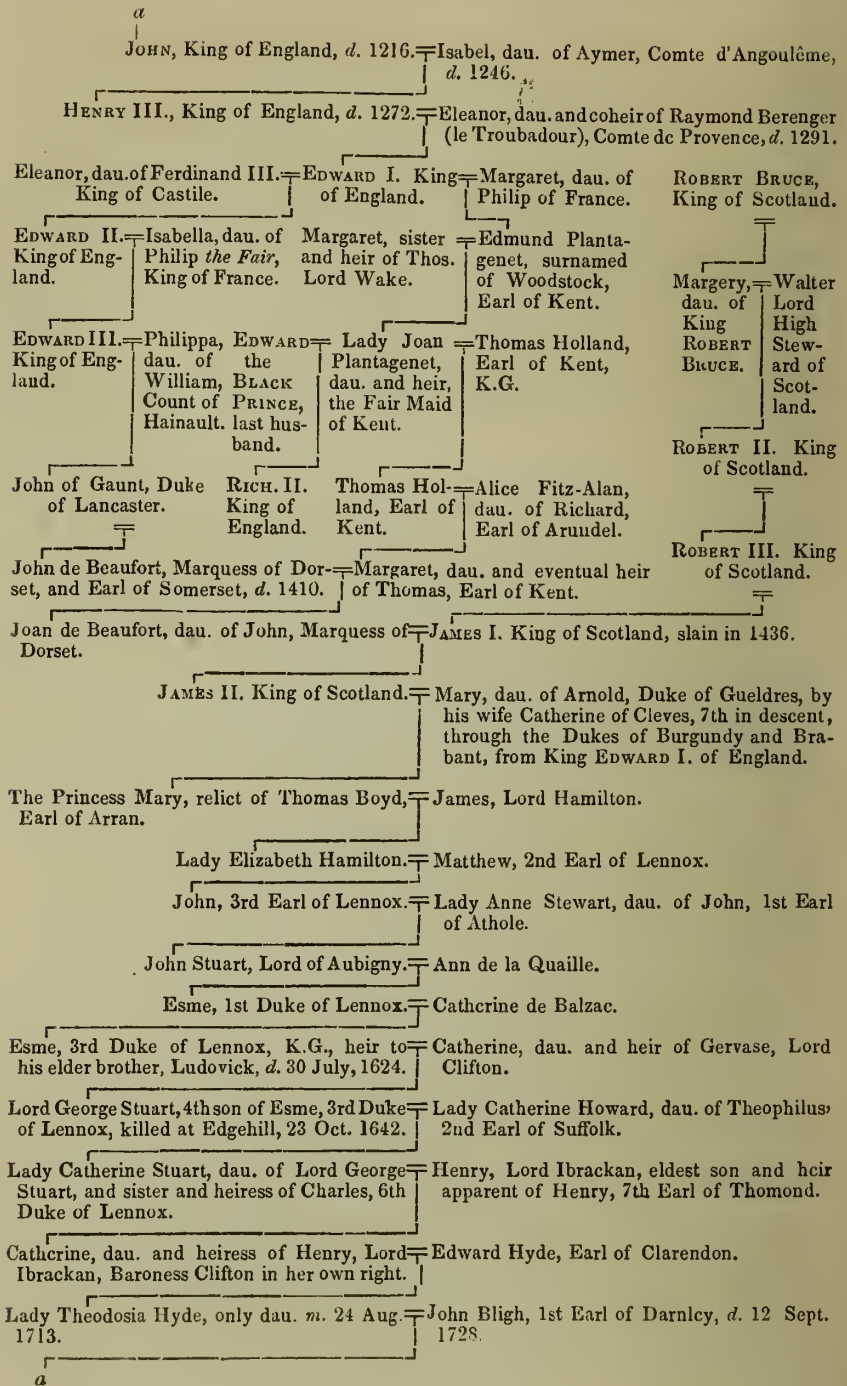 a
JOHN, King of England, d. 1216.=Isabel, dau. of Aymer, Comte d'Angoulême,
d. 1246.
HENRY III., King of England, d. 1272.=Eleanor, dau. and coheir of Raymond Berenger
(le Troubadour), Comte de Provence, d. 1291.
Eleanor, dau. of Ferdinand III.=EDWARD I. King=Margaret, dau. of ROBERT BRUCE,
King of Castile. of England. Philip of France. King of Scotland.
=
EDWARD II.=Isabella, dau. of Margaret, sister =Edmund Planta-
King of Eng- Philip the Fair, and heir of Thos. genet, surnamed
land. King of France. Lord Wake. of Woodstock, Margery,=Walter
Earl of Kent. dau. of Lord
King High
EDWARD III.=Philippa, EDWARD= Lady Joan =Thomas Holland, ROBERT Stew-
King of Eng- dau. of the Plantagenet, Earl of Kent, BRUCE. ard of
land. William, BLACK dau. and heir, K.G. Scot-
Count of PRINCE, the Fair Maid land.
Hainault. last hus- of Kent.
band. ROBERT II. King
of Scotland.
John of Gaunt, Duke RICH. II. Thomas Hol-=Alice Fitz-Alan, =
of Lancaster. King of land, Earl of dau. of Richard,
= England. Kent. Earl of Arundel.
ROBERT III. King
John de Beaufort, Marquess of Dor-=Margaret, dau. and eventual heir of Scotland.
set, and Earl of Somerset, d. 1410. of Thomas, Earl of Kent. =
Joan de Beaufort, dau. of John, Marquess of=JAMES I. King of Scotland, slain in 1436.
Dorset.
JAMES II. King of Scotland.= Mary, dau. of Arnold, Duke of Gueldres, by
his wife Catherine of Cleves, 7th in descent,
through the Dukes of Burgundy and Bra-
bant, from King EDWARD I. of England.
The Princess Mary, relict of Thomas Boyd,= James, Lord Hamilton.
Earl of Arran.
Lady Elizabeth Hamilton.= Matthew, 2nd Earl of Lennox.
John, 3rd Earl of Lennox.= Lady Anne Stewart, dau. of John, 1st Earl
of Athole.
John Stuart, Lord of Aubigny.= Ann de la Quaille.
Esme, 1st Duke of Lennox.= Catherine de Balzac.
Esme, 3rd Duke of Lennox, K.G., heir to= Catherine, dau. and heir of Gervase, Lord
his elder brother, Ludovick, d. 30 July, 1624. Clifton.
Lord George Stuart, 4th son of Esme, 3rd Duke= Lady Catherine Howard, dau. of Theophilus,
of Lennox, killed at Edgehill, 23 Oct. 1642. 2nd Earl of Suffolk.
Lady Catherine Stuart, dau. of Lord George= Henry, Lord Ibrackan, eldest son and heir
Stuart, and sister and heiress of Charles, 6th apparent of Henry, 7th Earl of Thomond.
Duke of Lennox.
Catherine, dau. and heiress of Henry, Lord= Edward Hyde, Earl of Clarendon.
Ibrackan, Baroness Clifton in her own right.
Lady Theodosia Hyde, only dau. m. 24 Aug.=John Bligh, 1st Earl of Darnley, d. 12 Sept.
1713. 1728.
a